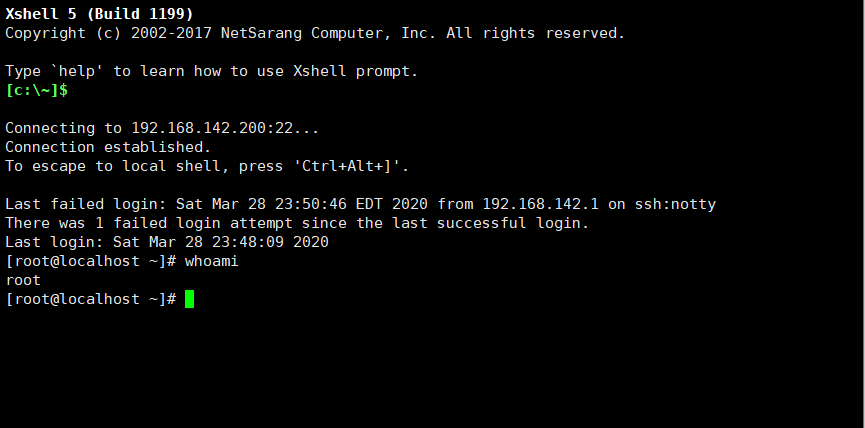 Xshell 5 (Build 1199)
Copyright (c) 2002-2017 NetSarang Computer, Inc. All rights reserved.
Type `help' to learn how to use Xshell prompt.
[c:\~]$
Connecting to 192.168.142.200:22...
Connection established.
To escape to local shell, press 'Ctrl+Alt+]'.
Last failed login: Sat Mar 28 23:50:46 EDT 2020 from 192.168.142.1 on ssh:notty
There was 1 failed login attempt since the last successful login.
Last login: Sat Mar 28 23:48:09 2020
[root@localhost ~]# whoami
root
[root@localhost ~]#